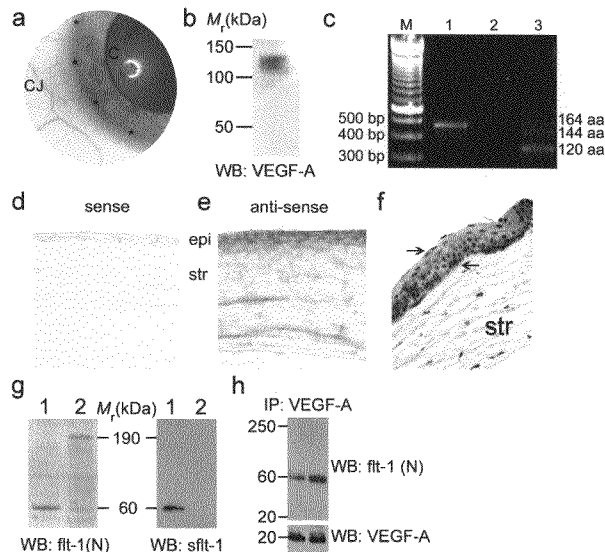 a
C
CJ
b
Mr(kDa)
150
100
50
WB: VEGF-A
c
M 1 2 3
500 bp
400 bp
300 bp
164 aa
144 aa
120 aa
d
sense
e
anti-sense
epi
str
f
str
g
1 2 Mr(kDa) 1 2
190
60
WB: flt-1(N)
WB: sflt-1
h
IP: VEGF-A
250
60
20
WB: flt-1 (N)
20
WB: VEGF-A